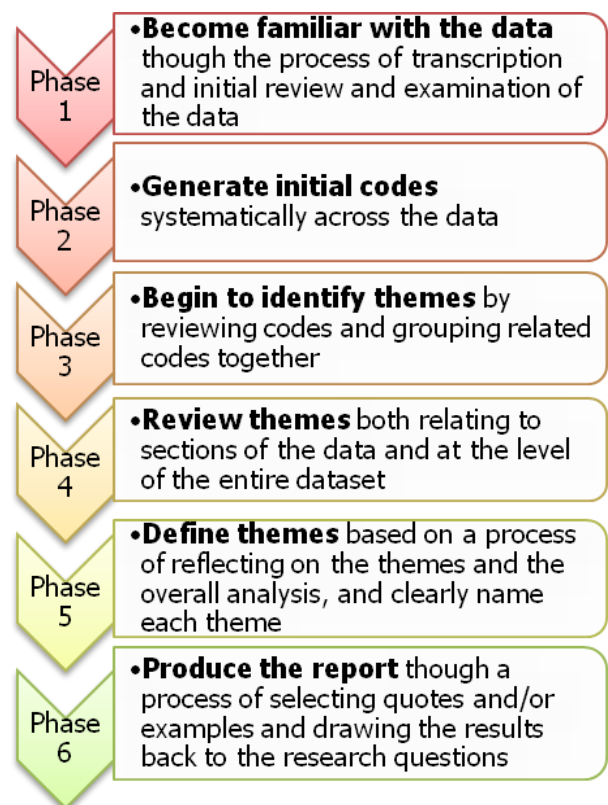 Phase 1
•Become familiar with the data
though the process of transcription
and initial review and examination of
the data
Phase 2
•Generate initial codes
systematically across the data
Phase 3
•Begin to identify themes by
reviewing codes and grouping related
codes together
Phase 4
•Review themes both relating to
sections of the data and at the level
of the entire dataset
Phase 5
•Define themes based on a process
of reflecting on the themes and the
overall analysis, and clearly name
each theme
Phase 6
•Produce the report though a
process of selecting quotes and/or
examples and drawing the results
back to the research questions